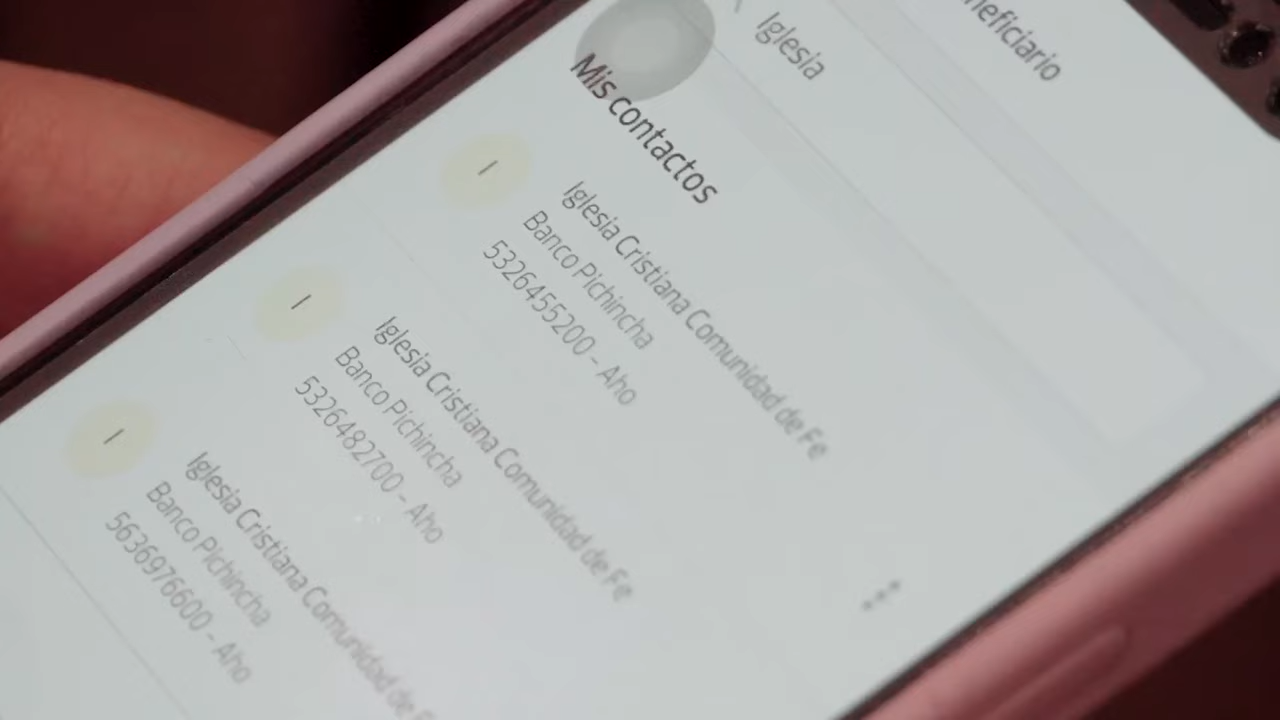 neficiario
Iglesia
Mis contactos
I
Iglesia Cristiana Comunidad de Fe
Banco Pichincha
5326455200 - Aho
I
Iglesia Cristiana Comunidad de Fe
Banco Pichincha
5326482700 - Aho
I
Iglesia Cristiana Comunidad de F
Banco Pichincha
5636976600 - Aho